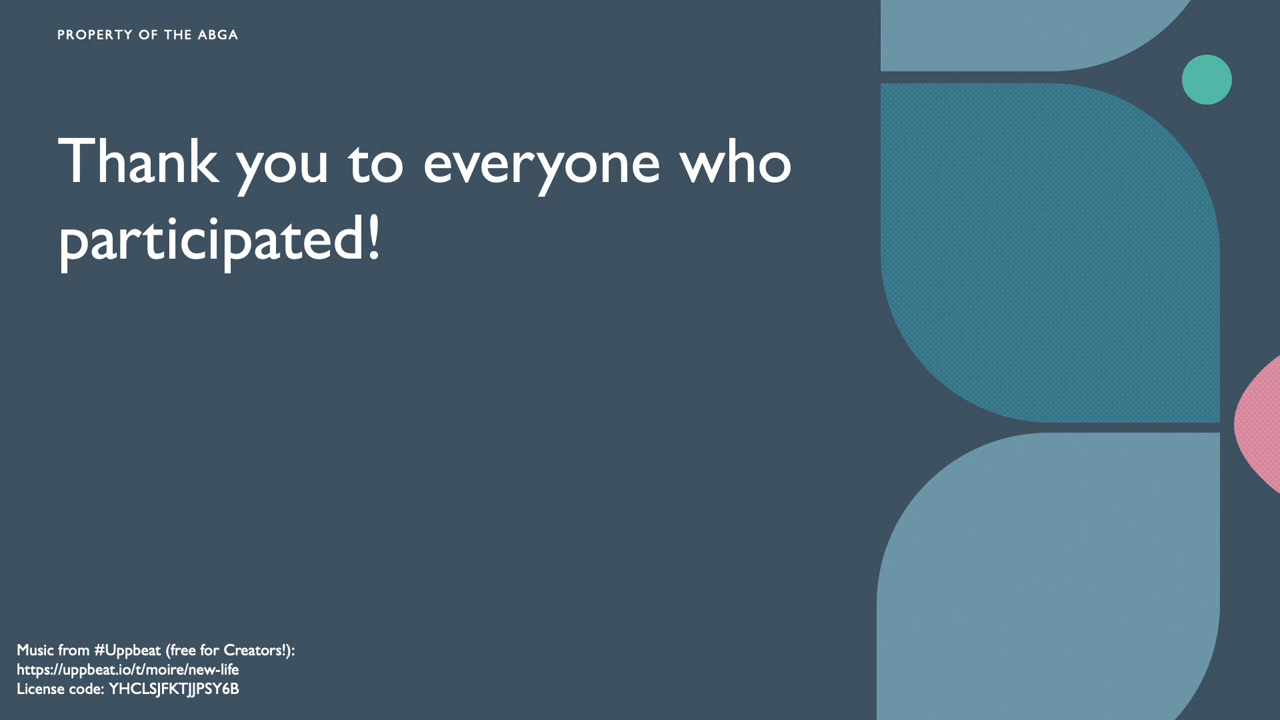 PROPERTY OF THE ABGA
Thank you to everyone who
participated!
Music from #Uppbeat (free for Creators!):
https://uppbeat.io/t/moire/new-life
License code: YHCLSJFKTJJPSY6B